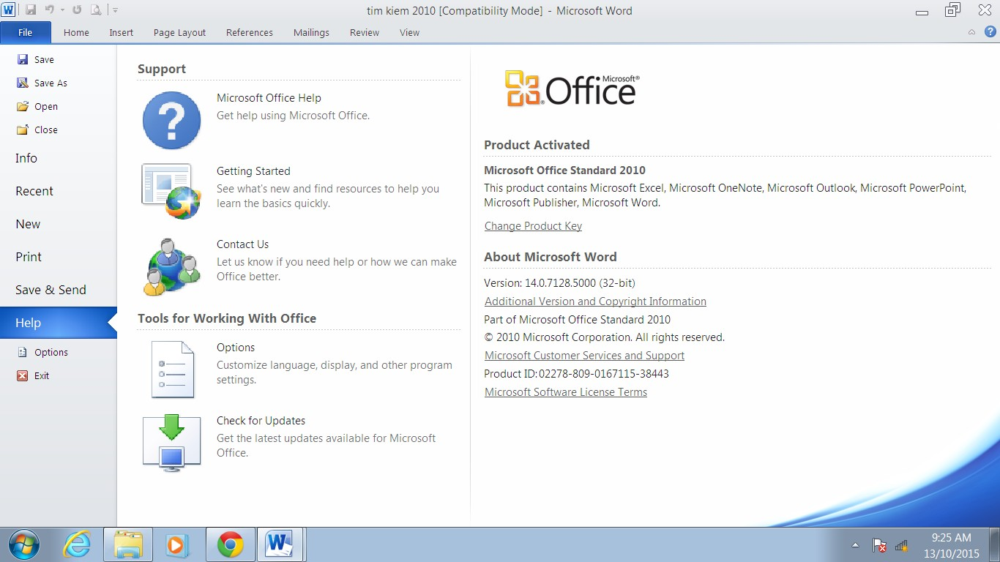 tim kiem 2010 [Compatibility Mode] - Microsoft Word
File Home Insert Page Layout References Mailings Review View
Save
Save As
Open
Close
Info
Recent
New
Print
Save & Send
Help
Options
Exit
Support
Microsoft Office Help
Get help using Microsoft Office.
Getting Started
See what's new and find resources to help you
learn the basics quickly.
Contact Us
Let us know if you need help or how we can make
Office better.
Tools for Working With Office
Options
Customize language, display, and other program
settings.
Check for Updates
Get the latest updates available for Microsoft
Office.
Microsoft®
Office
Product Activated
Microsoft Office Standard 2010
This product contains Microsoft Excel, Microsoft OneNote, Microsoft Outlook, Microsoft PowerPoint,
Microsoft Publisher, Microsoft Word.
Change Product Key
About Microsoft Word
Version: 14.0.7128.5000 (32-bit)
Additional Version and Copyright Information
Part of Microsoft Office Standard 2010
© 2010 Microsoft Corporation. All rights reserved.
Microsoft Customer Services and Support
Product ID: 02278-809-0167115-38443
Microsoft Software License Terms
9:25 AM
13/10/2015